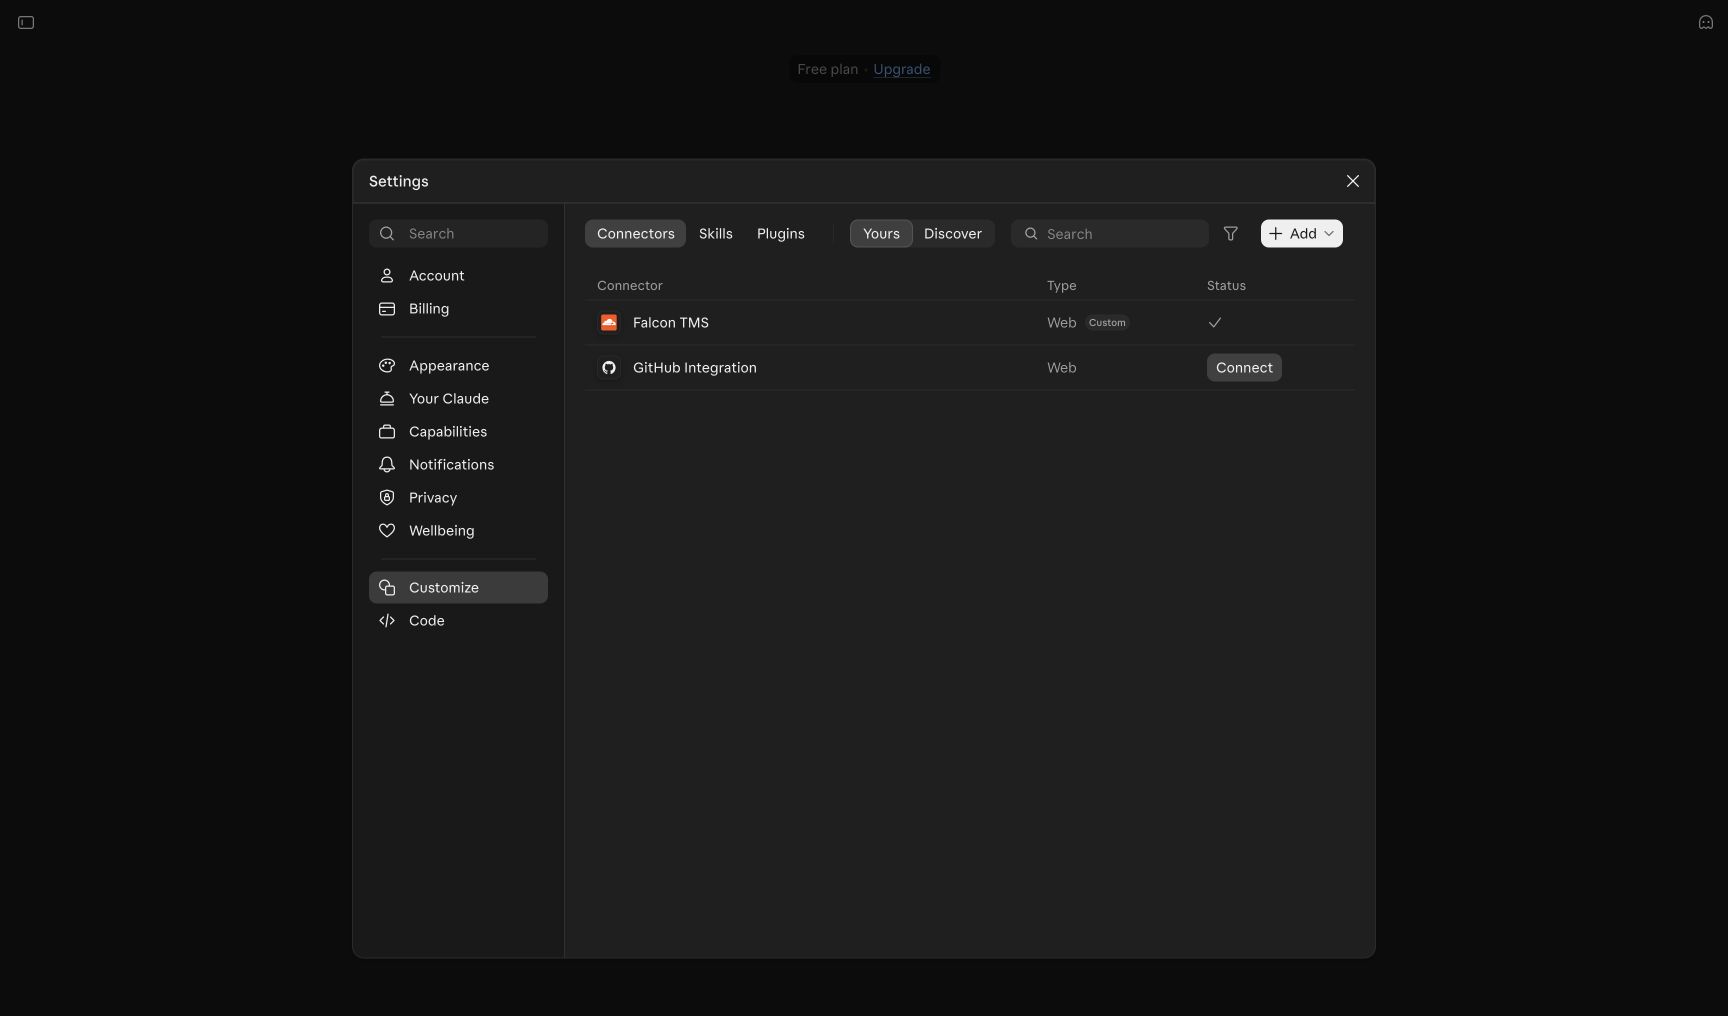 Free plan · Upgrade
Settings
Search
Account
Billing
Appearance
Your Claude
Capabilities
Notifications
Privacy
Wellbeing
Customize
Code
Connectors Skills Plugins Yours Discover Search Add
Connector Type Status
Falcon TMS Web Custom
GitHub Integration Web Connect